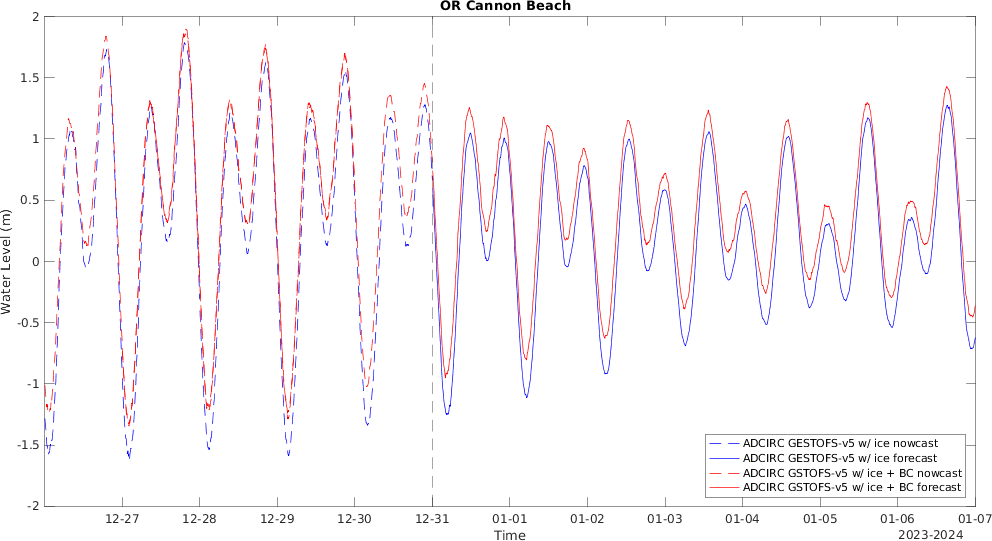 OR Cannon Beach
2
1.5
1
0.5
0
-0.5
-1
-1.5
-2
Water Level (m)
ADCIRC GESTOFS-v5 w/ ice nowcast
ADCIRC GESTOFS-v5 w/ ice forecast
ADCIRC GSTOFS-v5 w/ ice + BC nowcast
ADCIRC GSTOFS-v5 w/ ice + BC forecast
12-27 12-28 12-29 12-30 12-31 01-01 01-02 01-03 01-04 01-05 01-06 01-07
Time
2023-2024